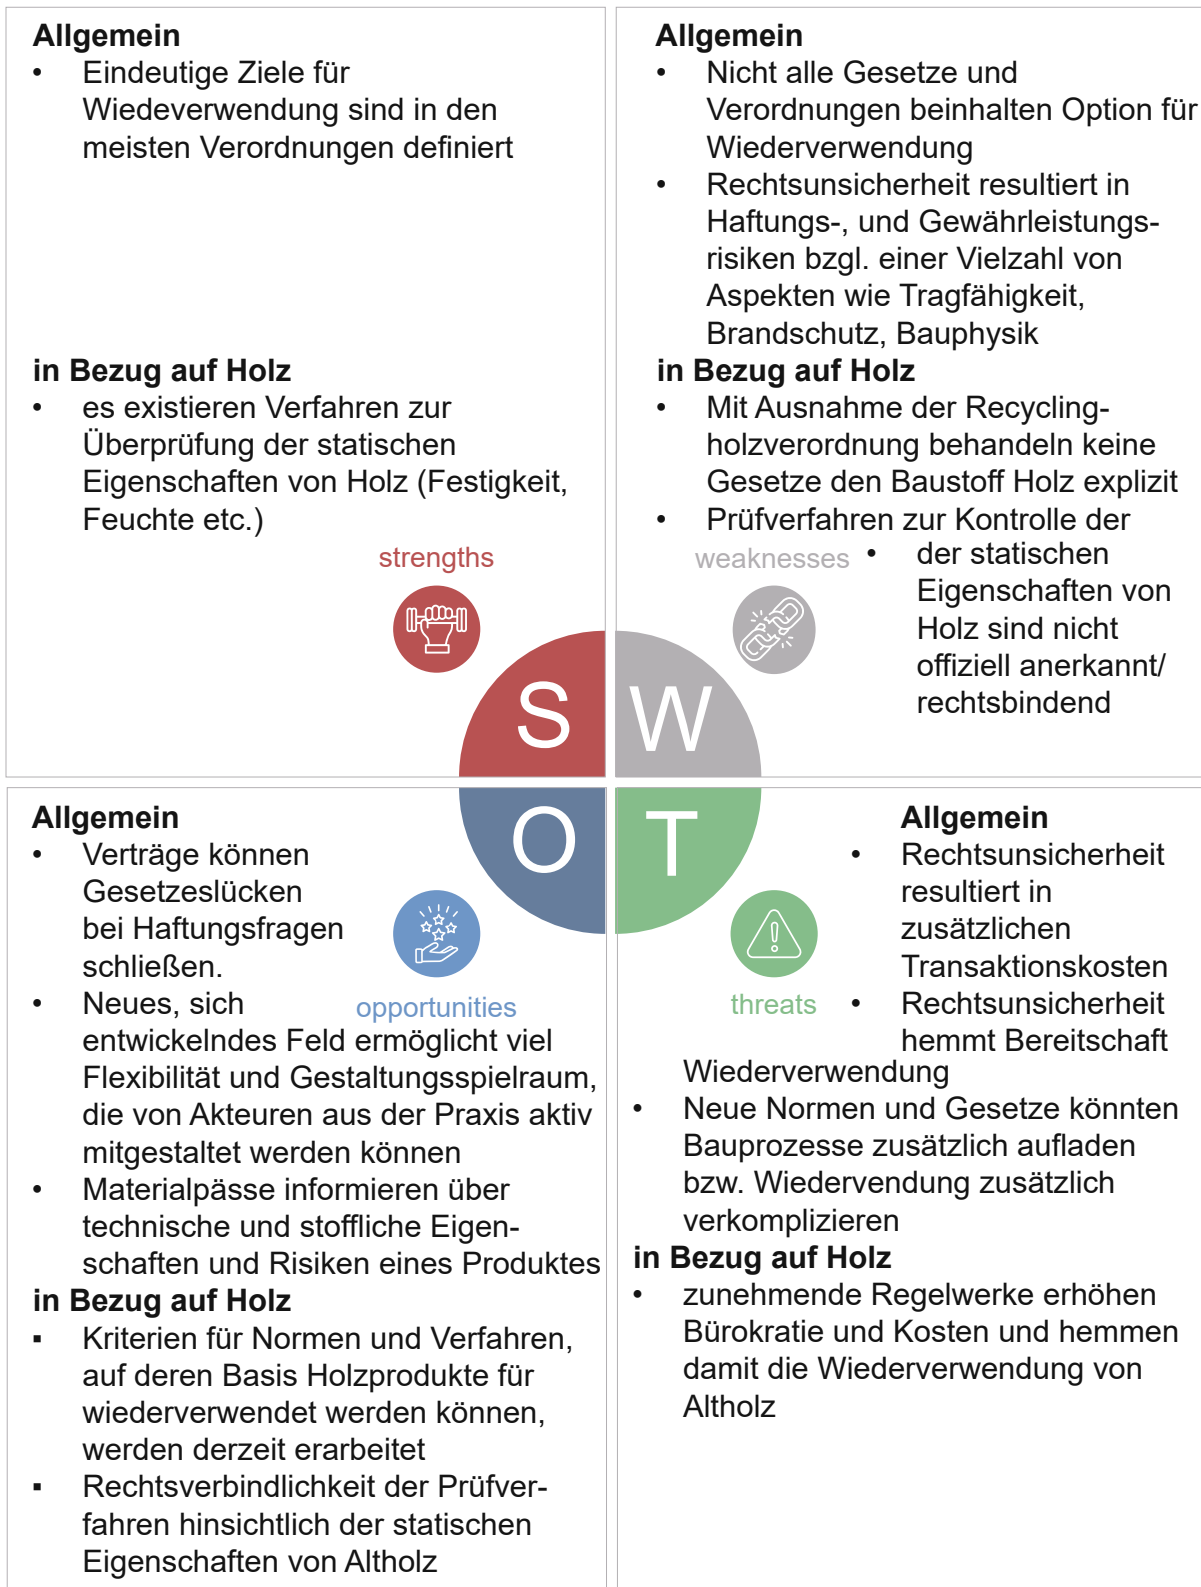 Allgemein
• Eindeutige Ziele für
Wiedeverwendung sind in den
meisten Verordnungen definiert
in Bezug auf Holz
• es existieren Verfahren zur
Überprüfung der statischen
Eigenschaften von Holz (Festigkeit,
Feuchte etc.)
strengths
S
Allgemein
• Nicht alle Gesetze und
Verordnungen beinhalten Option für
Wiederverwendung
• Rechtsunsicherheit resultiert in
Haftungs-, und Gewährleistungs-
risiken bzgl. einer Vielzahl von
Aspekten wie Tragfähigkeit,
Brandschutz, Bauphysik
in Bezug auf Holz
• Mit Ausnahme der Recycling-
holzverordnung behandeln keine
Gesetze den Baustoff Holz explizit
• Prüfverfahren zur Kontrolle der
• der statischen
Eigenschaften von
Holz sind nicht
offiziell anerkannt/
rechtsbindend
weaknesses
W
Allgemein
• Verträge können
Gesetzeslücken
bei Haftungsfragen
schließen.
• Neues, sich
entwickelndes Feld ermöglicht viel
Flexibilität und Gestaltungsspielraum,
die von Akteuren aus der Praxis aktiv
mitgestaltet werden können
• Materialpässe informieren über
technische und stoffliche Eigen-
schaften und Risiken eines Produktes
in Bezug auf Holz
▪ Kriterien für Normen und Verfahren,
auf deren Basis Holzprodukte für
wiederverwendet werden können,
werden derzeit erarbeitet
▪ Rechtsverbindlichkeit der Prüfver-
fahren hinsichtlich der statischen
Eigenschaften von Altholz
opportunities
O
T
threats
Allgemein
• Rechtsunsicherheit
resultiert in
zusätzlichen
Transaktionskosten
• Rechtsunsicherheit
hemmt Bereitschaft
Wiederverwendung
• Neue Normen und Gesetze könnten
Bauprozesse zusätzlich aufladen
bzw. Wiedervendung zusätzlich
verkomplizieren
in Bezug auf Holz
• zunehmende Regelwerke erhöhen
Bürokratie und Kosten und hemmen
damit die Wiederverwendung von
Altholz